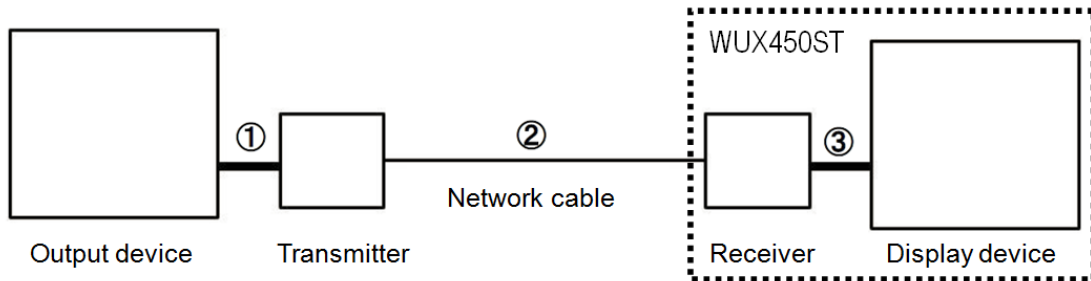 WUX450ST
①
②
③
Network cable
Output device
Transmitter
Receiver
Display device